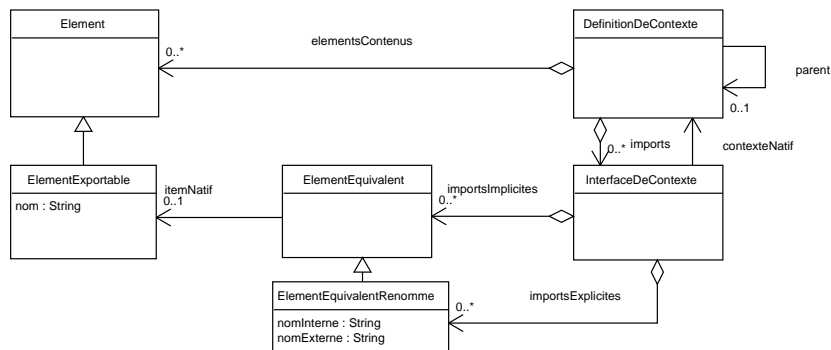 Element
DefinitionDeContexte
elementsContenus
0..*
parent
0..1
0..*
imports
contexteNatif
ElementExportable
nom : String
itemNatif
0..1
ElementEquivalent
importsImplicites
0..*
InterfaceDeContexte
ElementEquivalentRenomme
nomInterne : String
nomExterne : String
0..*
importsExplicites